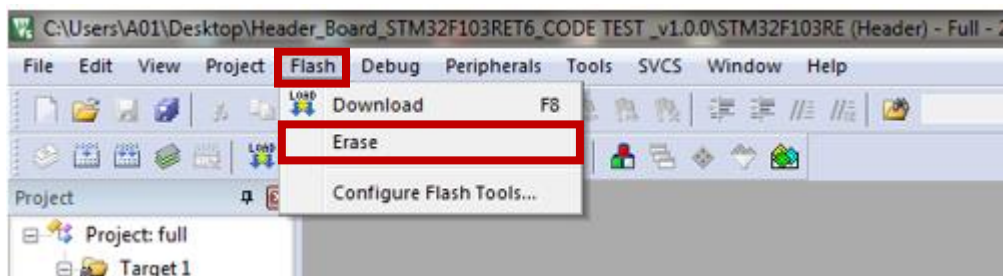 C:\Users\A01\Desktop\Header_Board_STM32F103RET6_CODE TEST _v1.0.0\STM32F103RE (Header) - Full -
File Edit View Project Flash Debug Peripherals Tools SVCS Window Help
LOAD Download F8
Erase
LOAD
Configure Flash Tools...
Project
Project: full
Target 1